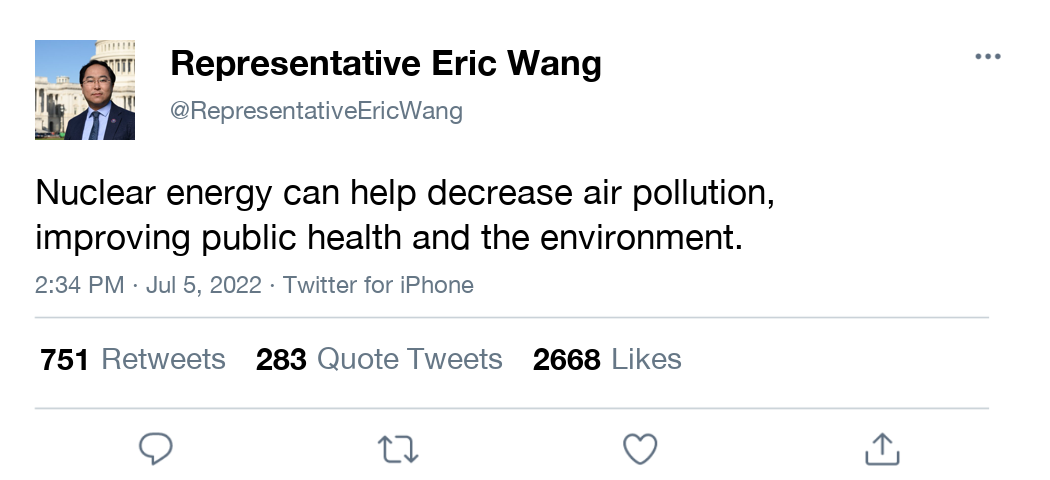 Representative Eric Wang
@RepresentativeEricWang
Nuclear energy can help decrease air pollution,
improving public health and the environment.
2:34 PM · Jul 5, 2022 · Twitter for iPhone
751 Retweets 283 Quote Tweets 2668 Likes